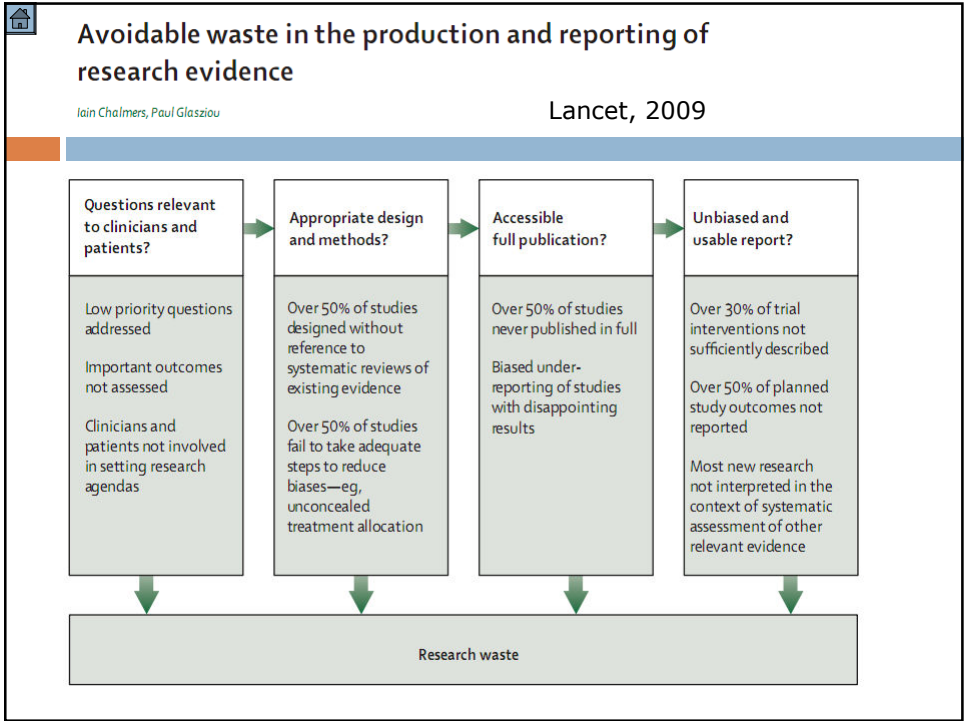 Avoidable waste in the production and reporting of
research evidence
Iain Chalmers, Paul Glasziou
Lancet, 2009
Questions relevant
to clinicians and
patients?
Low priority questions
addressed
Important outcomes
not assessed
Clinicians and
patients not involved
in setting research
agendas
Appropriate design
and methods?
Over 50% of studies
designed without
reference to
systematic reviews of
existing evidence
Over 50% of studies
fail to take adequate
steps to reduce
biases—eg,
unconcealed
treatment allocation
Accessible
full publication?
Over 50% of studies
never published in full
Biased under-
reporting of studies
with disappointing
results
Unbiased and
usable report?
Over 30% of trial
interventions not
sufficiently described
Over 50% of planned
study outcomes not
reported
Most new research
not interpreted in the
context of systematic
assessment of other
relevant evidence
Research waste